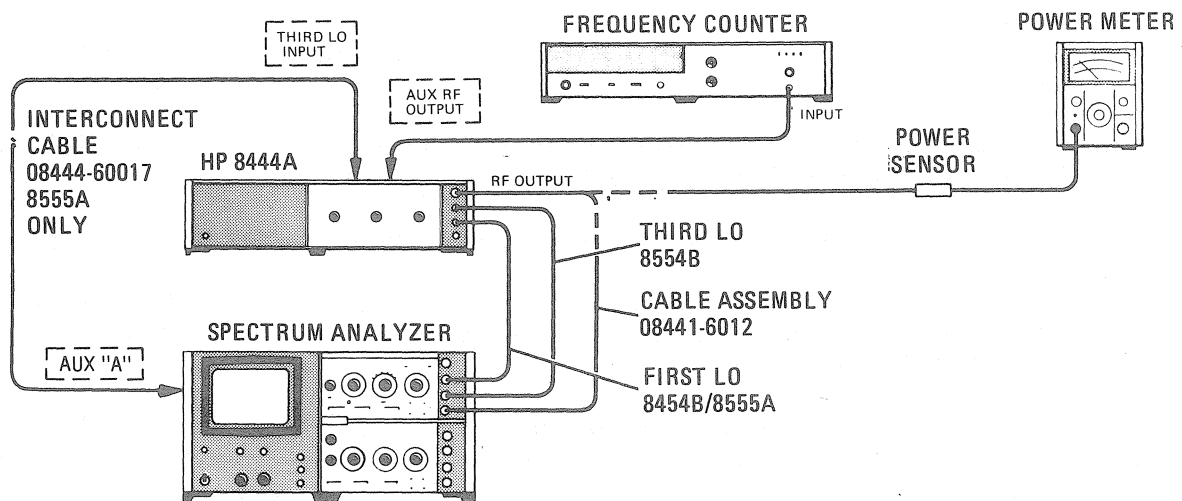 FREQUENCY COUNTER
POWER METER
THIRD LO
INPUT
AUX RF
OUTPUT
INPUT
INTERCONNECT
CABLE
08444-60017
8555A
ONLY
HP 8444A
POWER
SENSOR
RF OUTPUT
THIRD LO
8554B
CABLE ASSEMBLY
08441-6012
SPECTRUM ANALYZER
AUX "A"
FIRST LO
8454B/8555A